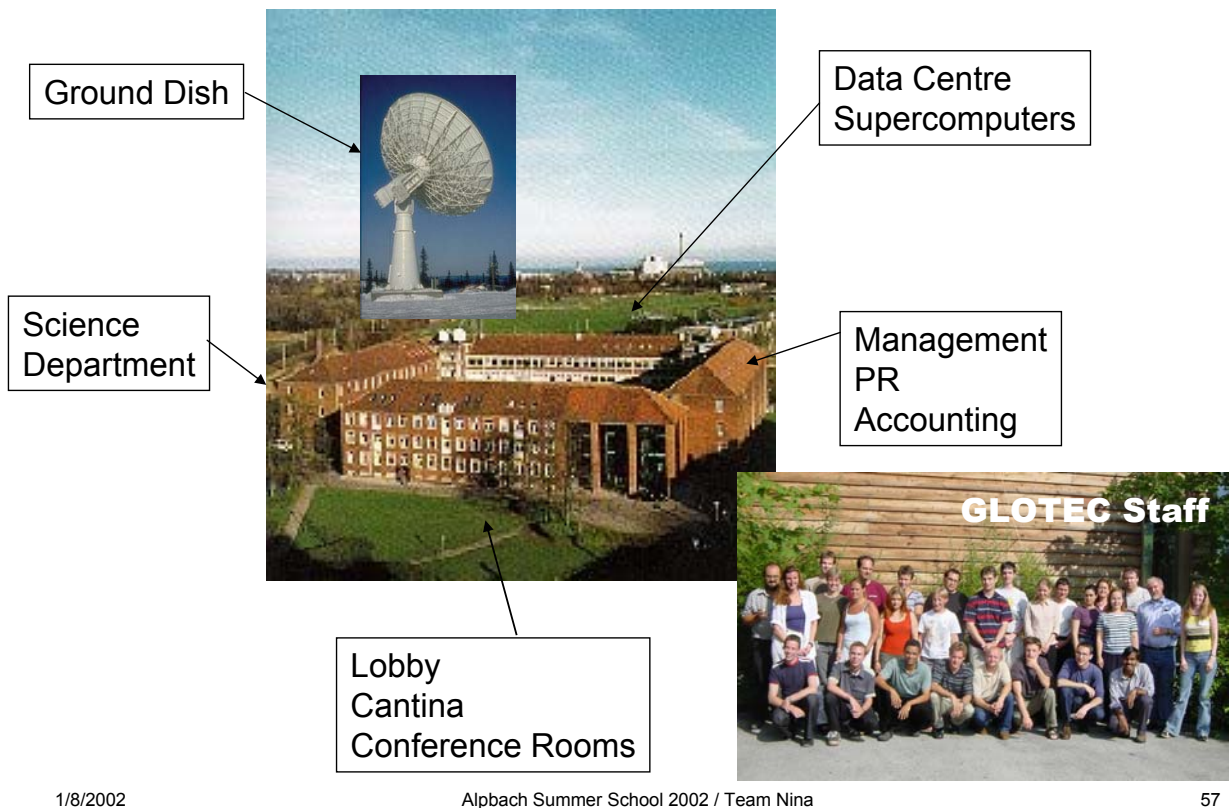 Ground Dish
Data Centre
Supercomputers
Science
Department
Management
PR
Accounting
GLOTEC Staff
Lobby
Cantina
Conference Rooms
1/8/2002
Alpbach Summer School 2002 / Team Nina
57